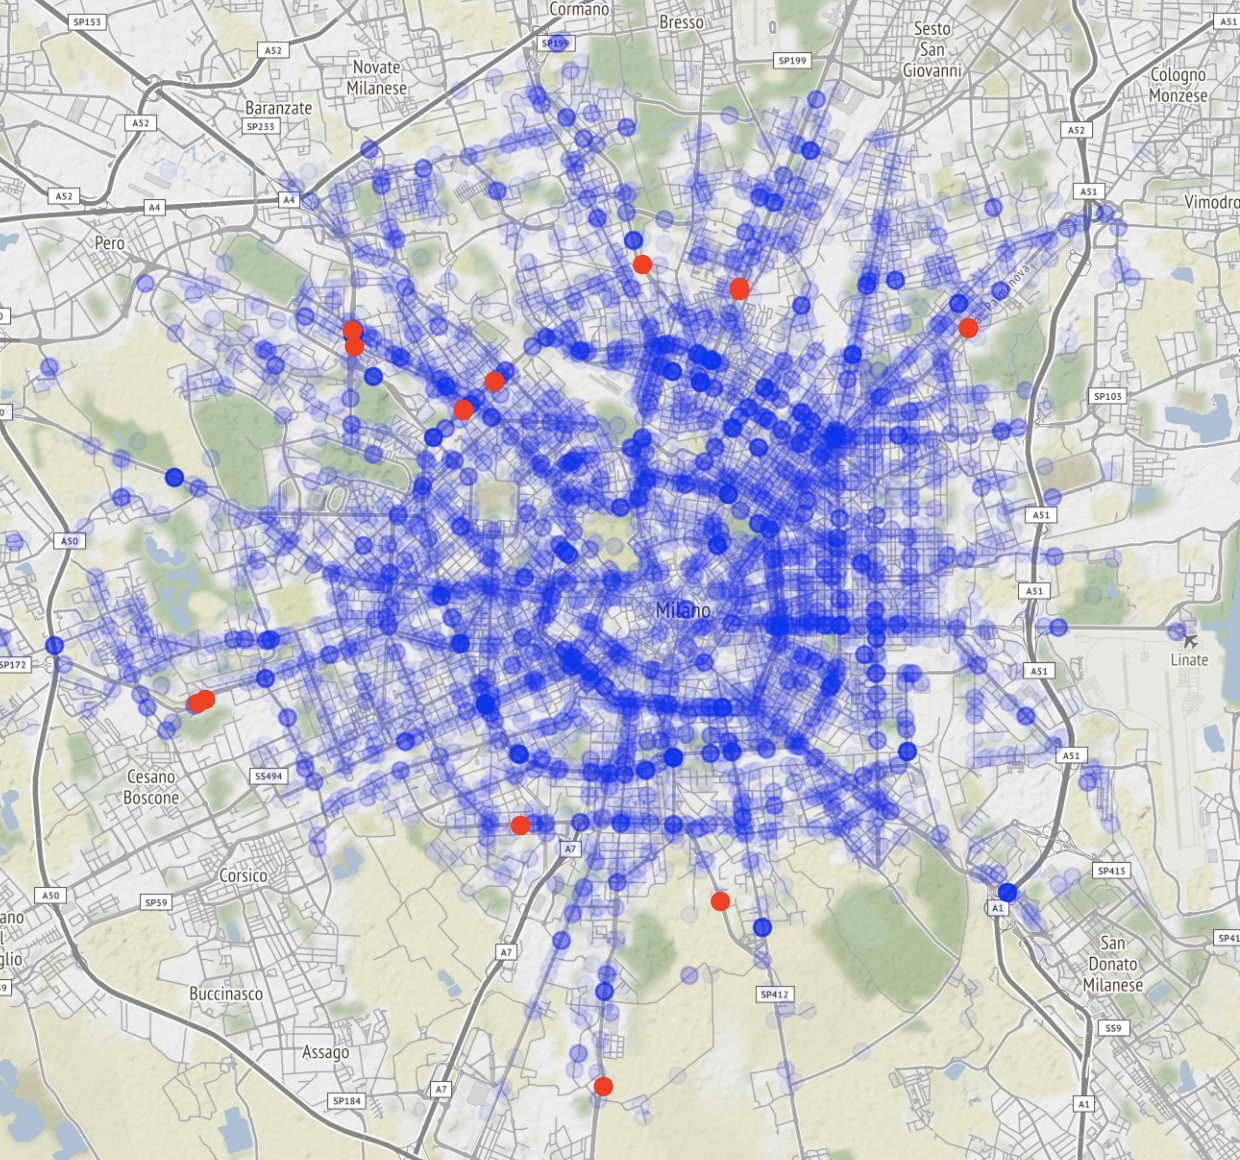 Cormano
SP153
Bresso
Sesto
San
Giovanni
A51
A52
SP199
SP199
Novate
Milanese
Cologno
Monzese
Baranzate
A52
SP233
A52
A52
A4
A4
A51
Vimodro
Pero
Palmanova
SP103
A51
A50
A51
Milano
Linate
SP172
A51
A51
Cesano
Boscone
SS494
A7
Corsico
SP415
A50
SP59
A1
ano
l
glio
San
Donato
Milanese
SP41
A7
Buccinasco
SP412
SS9
Assago
A7
SP184
A1